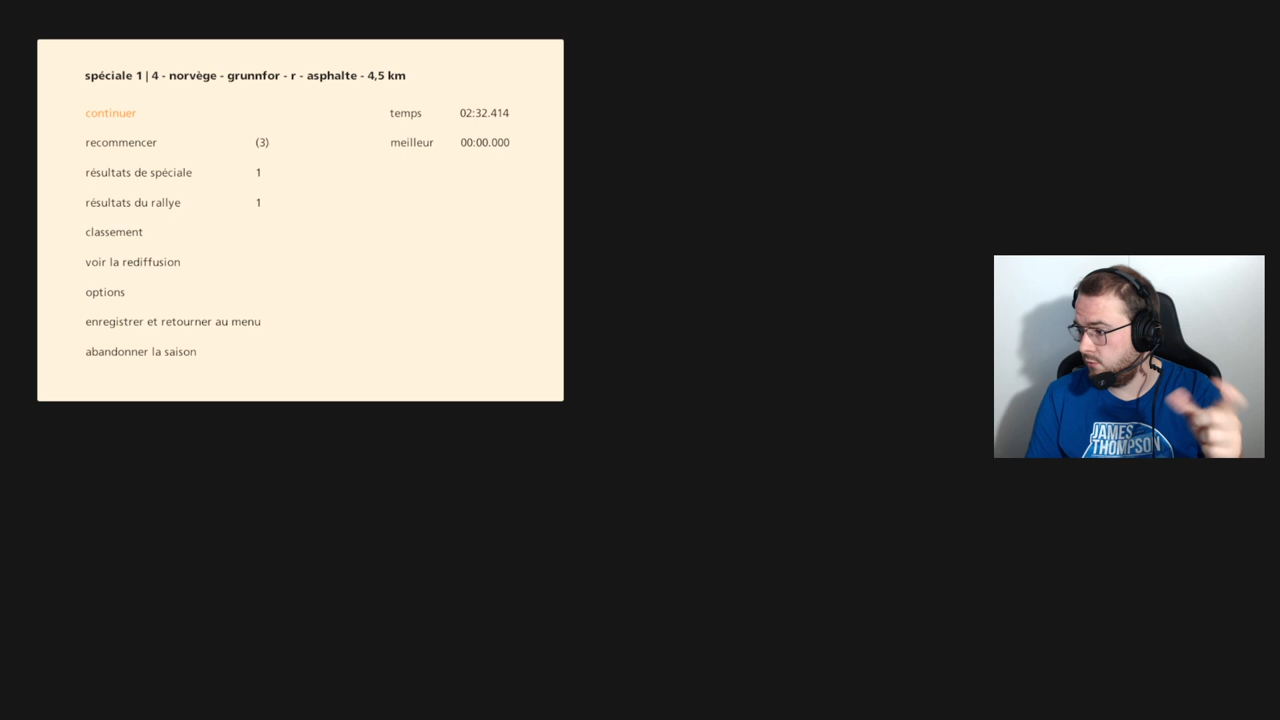 spéciale 1 | 4 - norvège - grunnfor - r - asphalte - 4,5 km
continuer
temps 02:32.414
recommencer (3)
meilleur 00:00.000
résultats de spéciale 1
résultats du rallye 1
classement
voir la rediffusion
options
enregistrer et retourner au menu
abandonner la saison
JAMES
THOMPSON